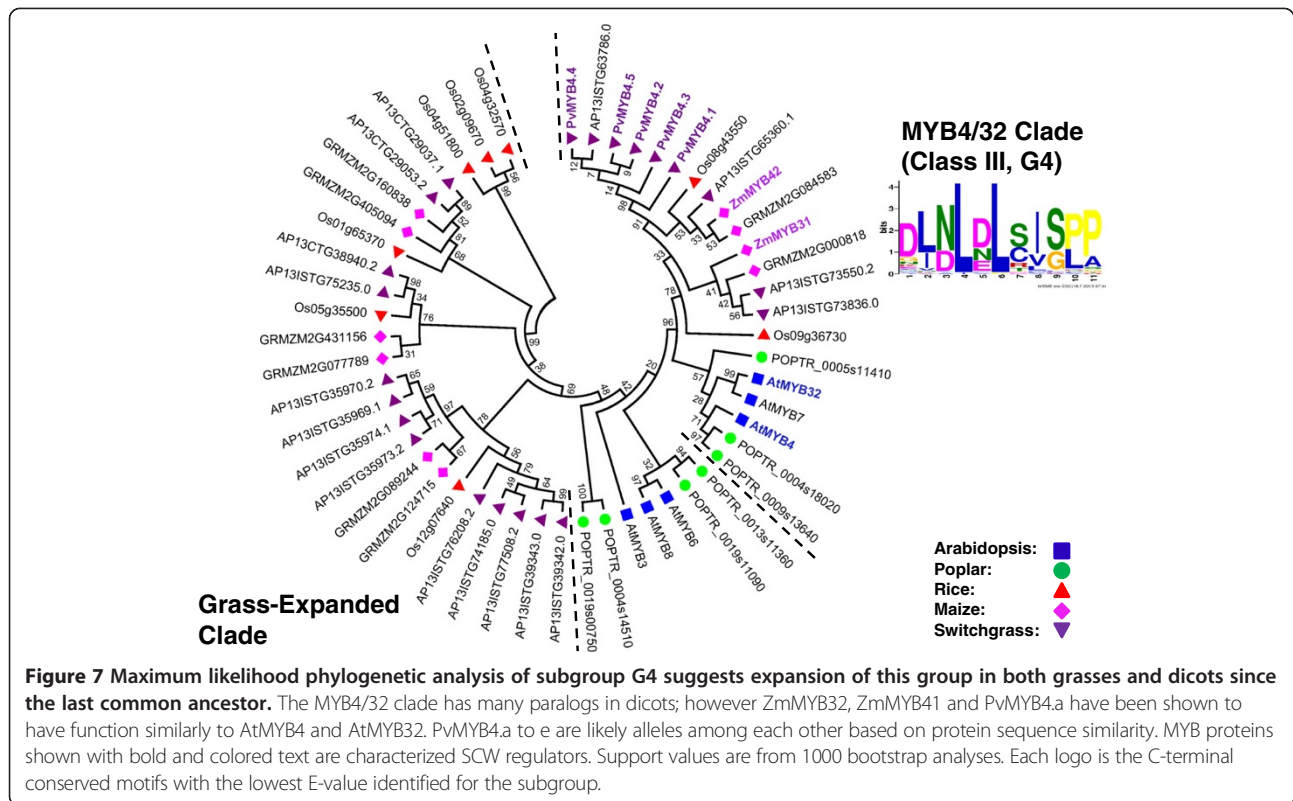 Os04g32570
Os02g09670
Os04g51800
AP13CTG29037.1
AP13CTG29053.2
GRMZM2G160838
GRMZM2G405094
Os01g65370
AP13CTG38940.2
AP13ISTG75235.0
Os05g35500
GRMZM2G431156
GRMZM2G077789
AP13ISTG35970.2
AP13ISTG35969.1
AP13ISTG35974.1
AP13ISTG35973.2
GRMZM2G089244
GRMZM2G124715
Os12g07640
AP13ISTG76208.2
AP13ISTG74185.0
AP13ISTG77508.2
AP13ISTG39343.0
AP13ISTG39342.0
POPTR_0019s00750
POPTR_0004s14510
AtMYB3
AtMYB8
AtMYB6
POPTR_0019s11090
POPTR_0013s11360
POPTR_0009s13640
POPTR_0004s18020
AtMYB4
AtMYB7
AtMYB32
POPTR_0005s11410
Os09g36730
AP13ISTG73836.0
AP13ISTG73550.2
GRMZM2G000818
ZmMYB31
GRMZM2G084583
ZmMYB42
AP13ISTG65360.1
Os08g43550
PvMYB4.1
PvMYB4.3
PvMYB4.2
PvMYB4.5
AP13ISTG63786.0
PvMYB4.4
MYB4/32 Clade
(Class III, G4)
bits
Grass-Expanded
Clade
Arabidopsis:
Poplar:
Rice:
Maize:
Switchgrass:
Figure 7 Maximum likelihood phylogenetic analysis of subgroup G4 suggests expansion of this group in both grasses and dicots since
the last common ancestor. The MYB4/32 clade has many paralogs in dicots; however ZmMYB32, ZmMYB41 and PvMYB4.a have been shown to
have function similarly to AtMYB4 and AtMYB32. PvMYB4.a to e are likely alleles among each other based on protein sequence similarity. MYB proteins
shown with bold and colored text are characterized SCW regulators. Support values are from 1000 bootstrap analyses. Each logo is the C-terminal
conserved motifs with the lowest E-value identified for the subgroup.